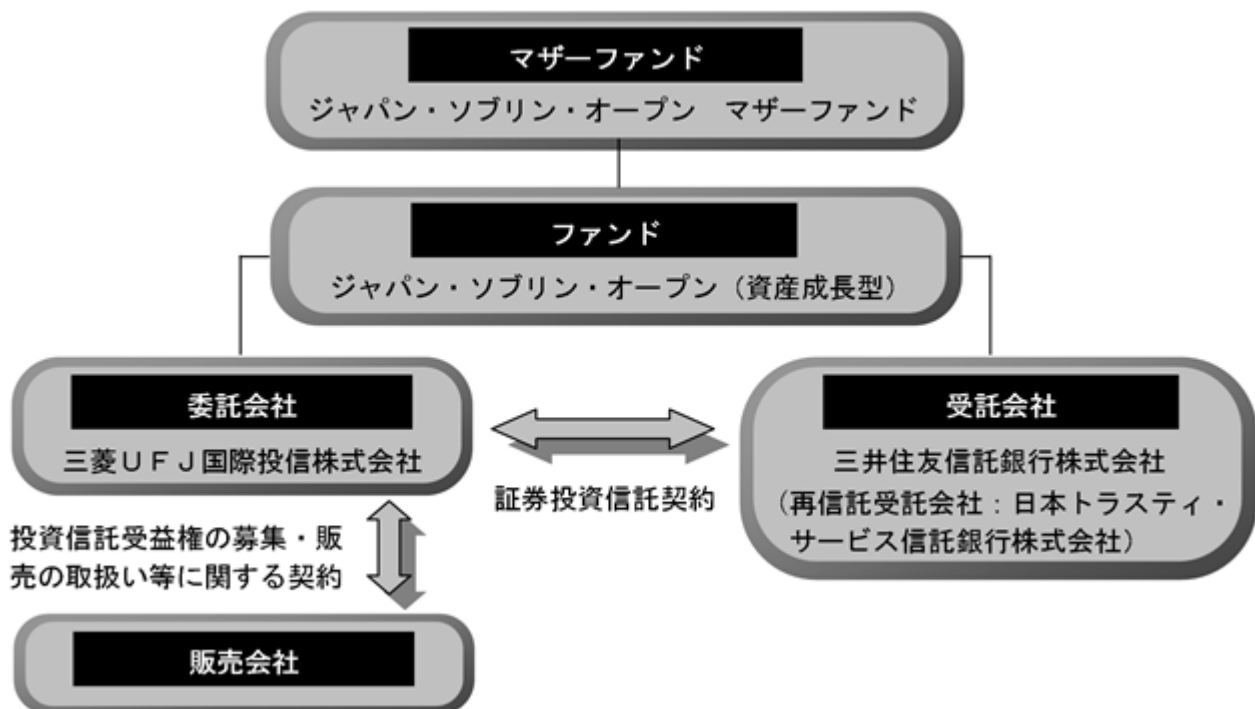 マザーファンド
ジャパン・ソブリン・オープン　マザーファンド
ファンド
ジャパン・ソブリン・オープン（資産成長型）
委託会社
三菱ＵＦＪ国際投信株式会社
証券投資信託契約
受託会社
三井住友信託銀行株式会社
（再信託受託会社：日本トラスティ・
サービス信託銀行株式会社）
投資信託受益権の募集・販
売の取扱い等に関する契約
販売会社